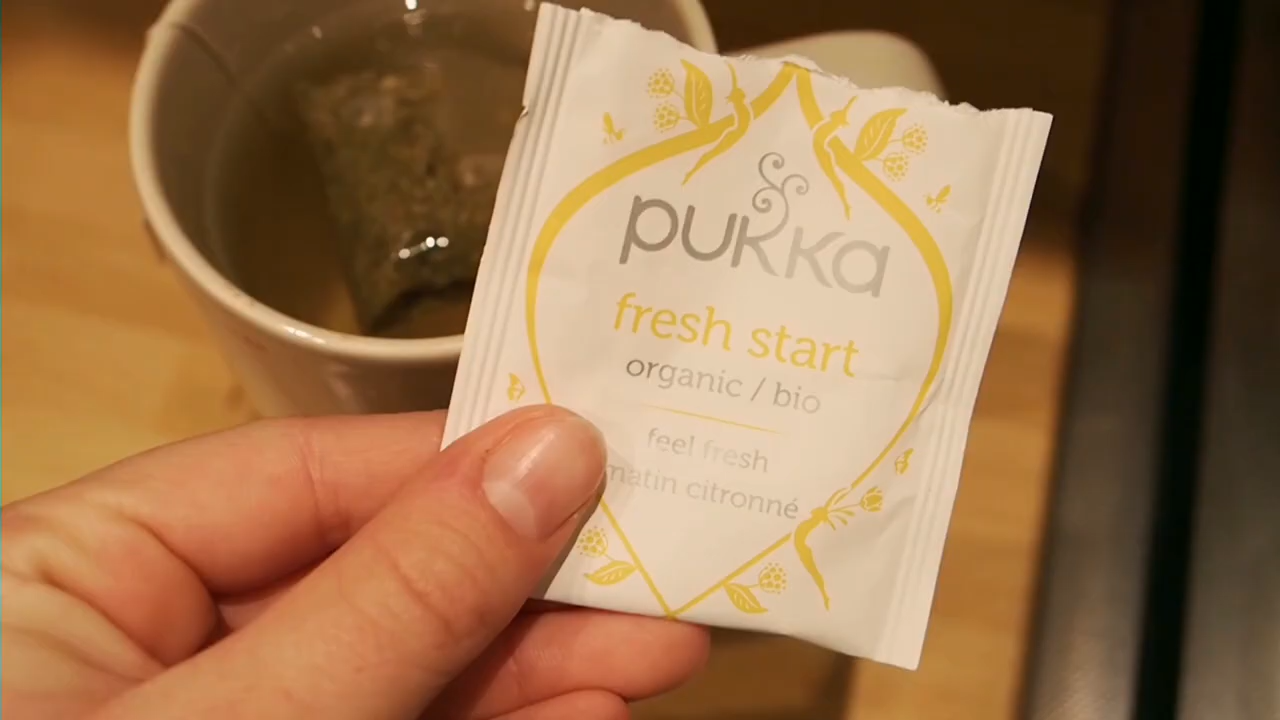 pukka
fresh start
organic / bio
feel fresh
matin citronné